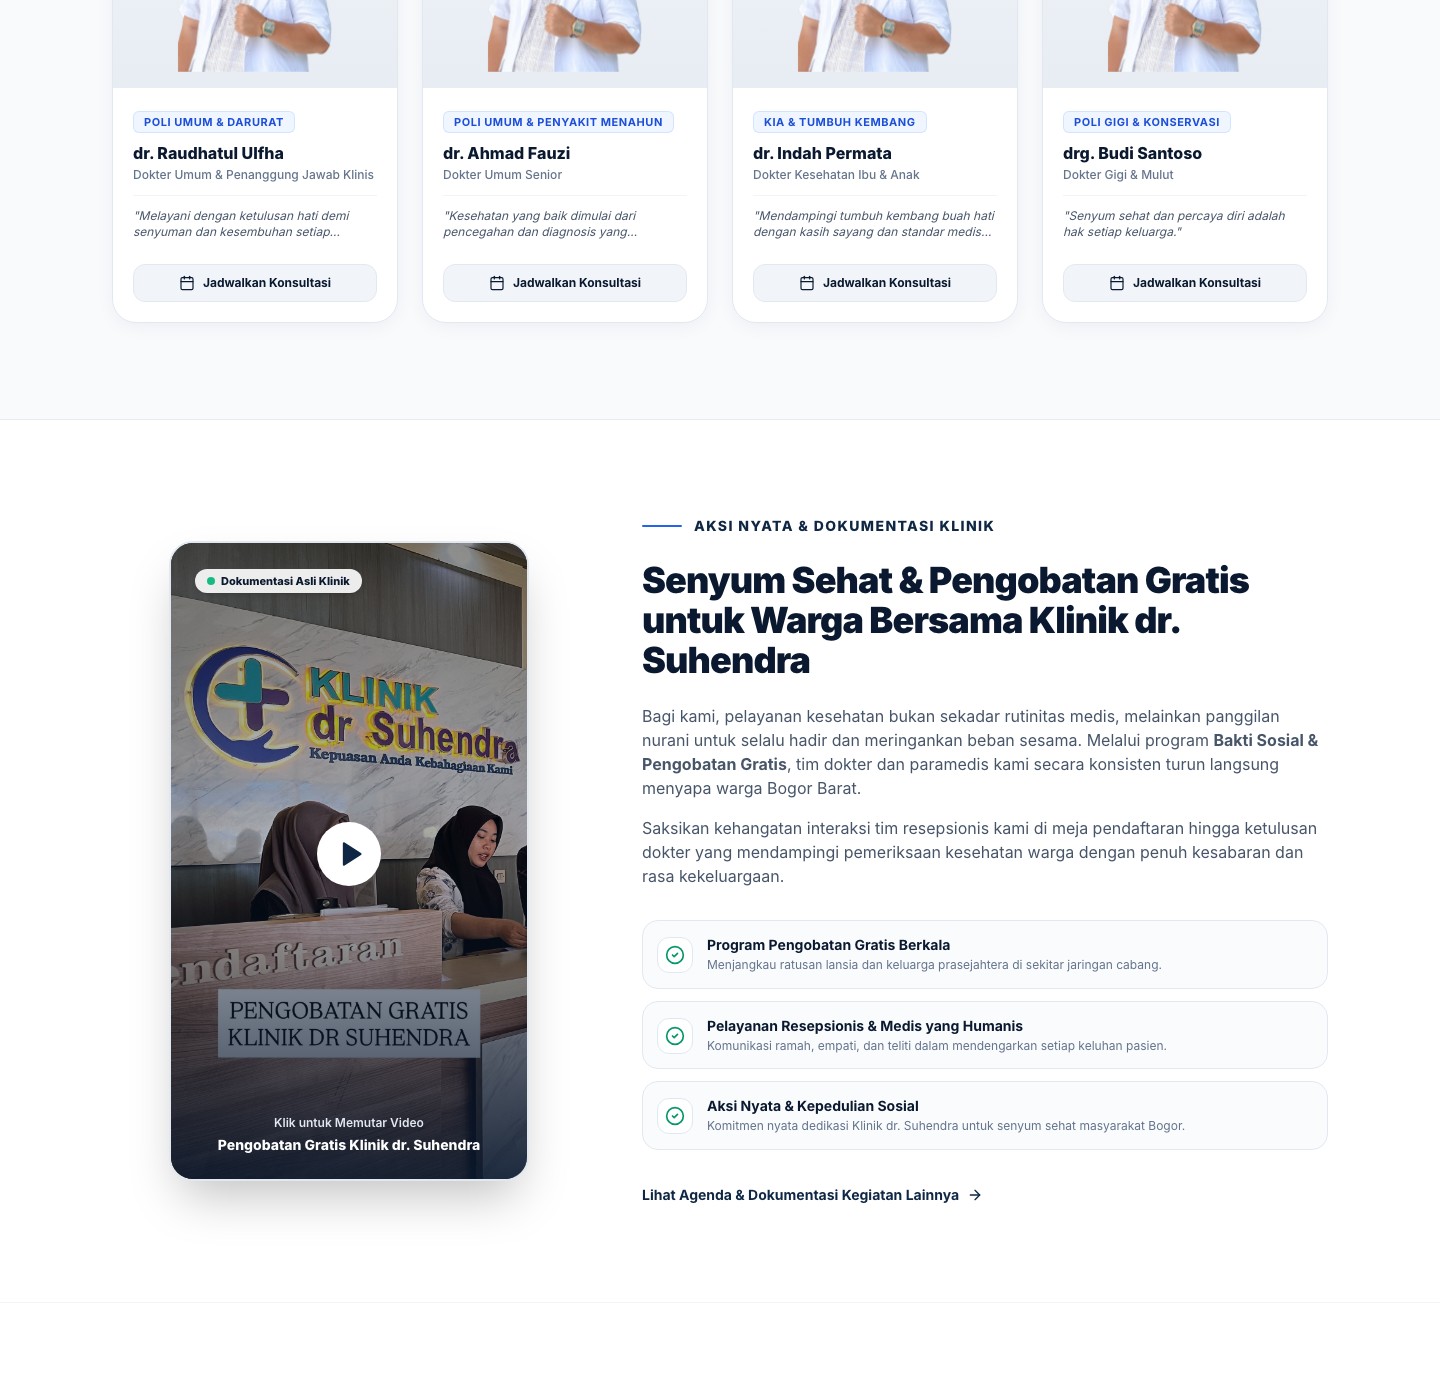 POLI UMUM & DARURAT
dr. Raudhatul Ulfha
Dokter Umum & Penanggung Jawab Klinis
"Melayani dengan ketulusan hati demi
senyuman dan kesembuhan setiap...
Jadwalkan Konsultasi
POLI UMUM & PENYAKIT MENAHUN
dr. Ahmad Fauzi
Dokter Umum Senior
"Kesehatan yang baik dimulai dari
pencegahan dan diagnosis yang...
Jadwalkan Konsultasi
KIA & TUMBUH KEMBANG
dr. Indah Permata
Dokter Kesehatan Ibu & Anak
"Mendampingi tumbuh kembang buah hati
dengan kasih sayang dan standar medis...
Jadwalkan Konsultasi
POLI GIGI & KONSERVASI
drg. Budi Santoso
Dokter Gigi & Mulut
"Senyum sehat dan percaya diri adalah
hak setiap keluarga."
Jadwalkan Konsultasi
Dokumentasi Asli Klinik
KLINIK
dr Suhendra
Kepuasan Anda Kebahagiaan Kami
endaftaran
PENGOBATAN GRATIS
KLINIK DR SUHENDRA
Klik untuk Memutar Video
Pengobatan Gratis Klinik dr. Suhendra
AKSI NYATA & DOKUMENTASI KLINIK
Senyum Sehat & Pengobatan Gratis
untuk Warga Bersama Klinik dr.
Suhendra
Bagi kami, pelayanan kesehatan bukan sekadar rutinitas medis, melainkan panggilan
nurani untuk selalu hadir dan meringankan beban sesama. Melalui program Bakti Sosial &
Pengobatan Gratis, tim dokter dan paramedis kami secara konsisten turun langsung
menyapa warga Bogor Barat.
Saksikan kehangatan interaksi tim resepsionis kami di meja pendaftaran hingga ketulusan
dokter yang mendampingi pemeriksaan kesehatan warga dengan penuh kesabaran dan
rasa kekeluargaan.
Program Pengobatan Gratis Berkala
Menjangkau ratusan lansia dan keluarga prasejahtera di sekitar jaringan cabang.
Pelayanan Resepsionis & Medis yang Humanis
Komunikasi ramah, empati, dan teliti dalam mendengarkan setiap keluhan pasien.
Aksi Nyata & Kepedulian Sosial
Komitmen nyata dedikasi Klinik dr. Suhendra untuk senyum sehat masyarakat Bogor.
Lihat Agenda & Dokumentasi Kegiatan Lainnya